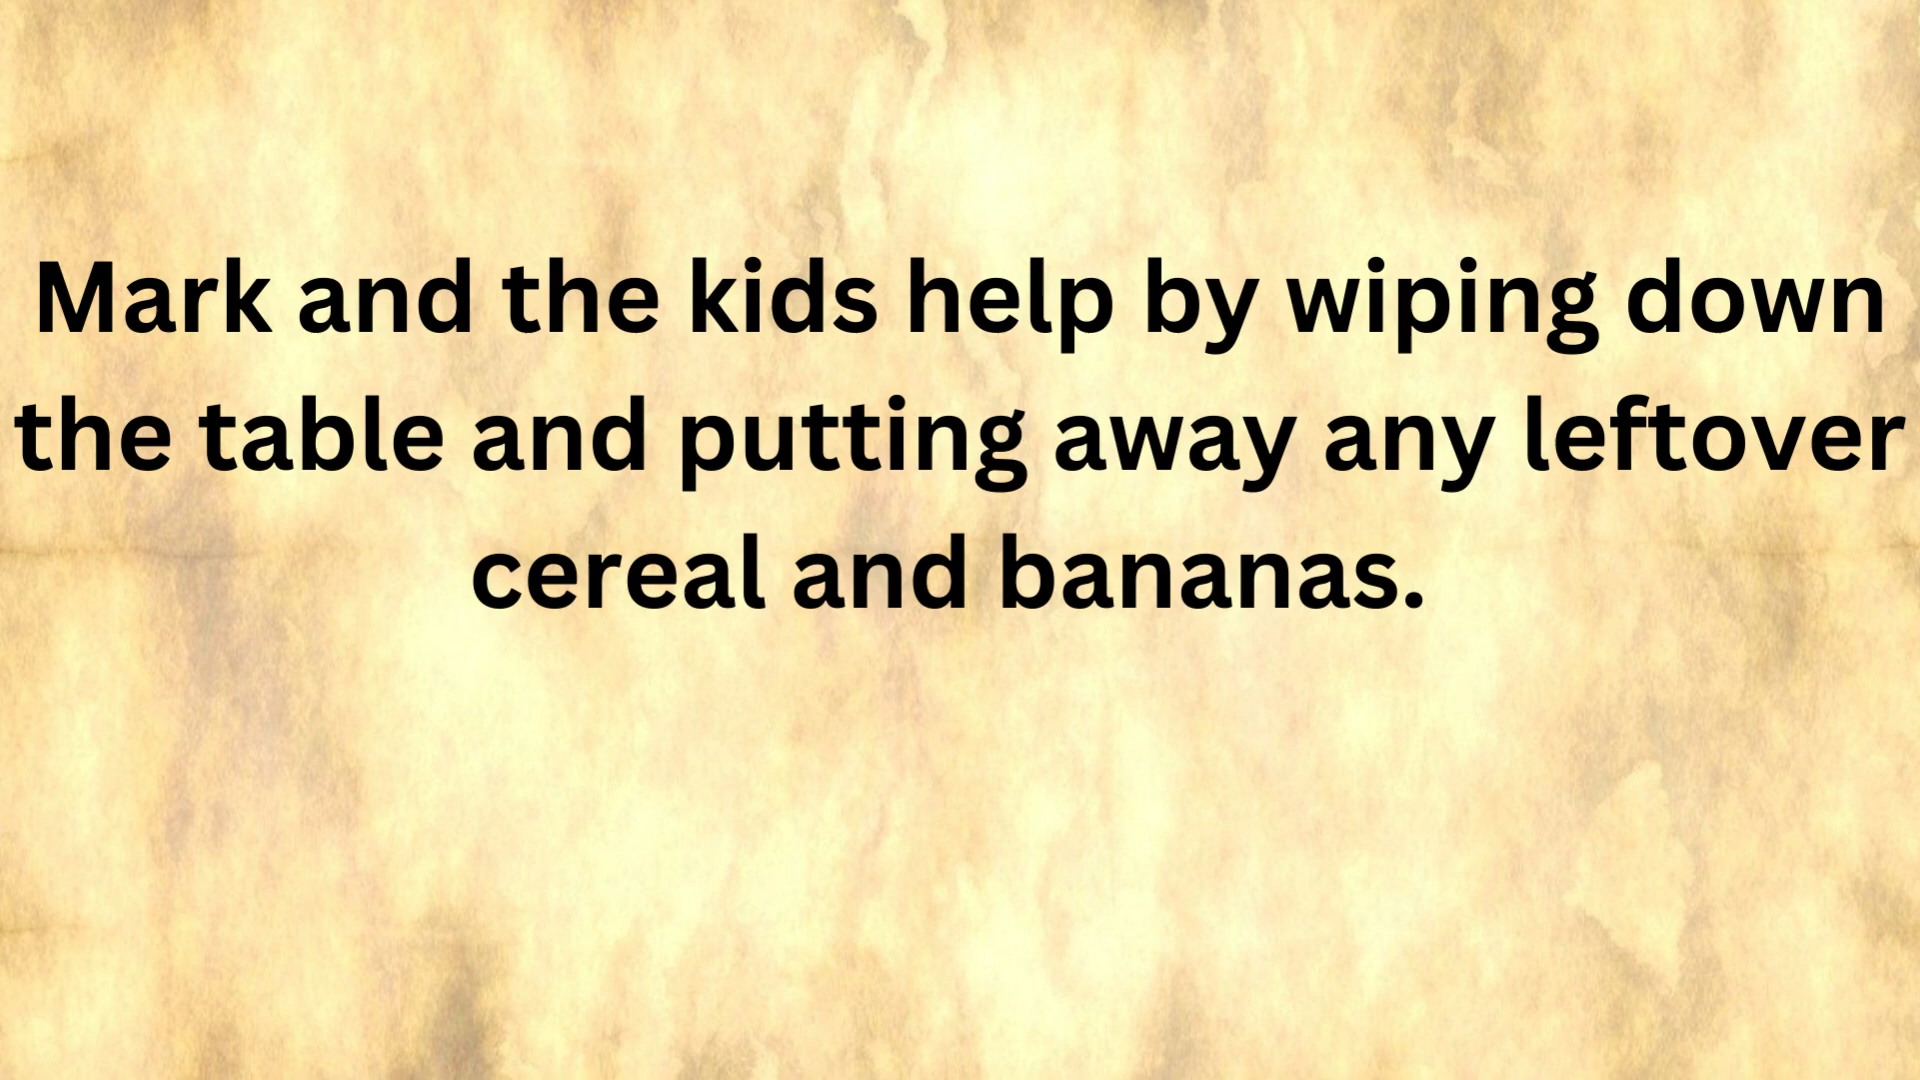 Mark and the kids help by wiping down
the table and putting away any leftover
cereal and bananas.